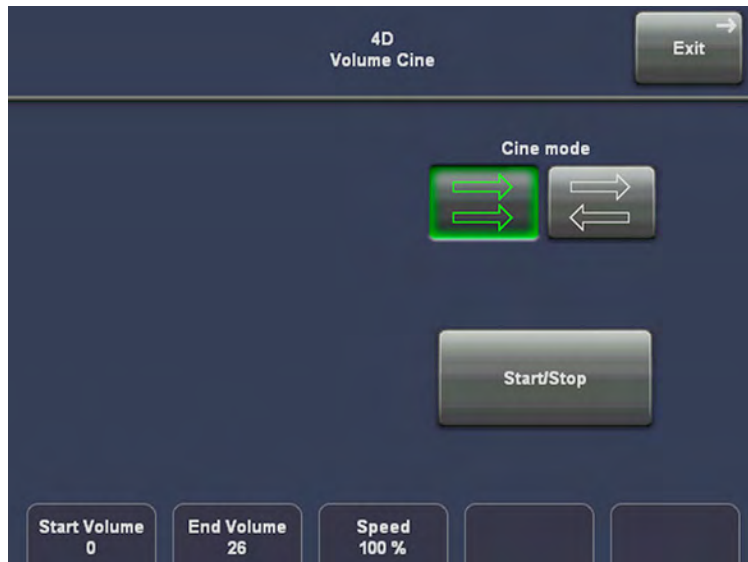 4D
Volume Cine
Exit
Cine mode
Start/Stop
Start Volume
0
End Volume
26
Speed
100 %